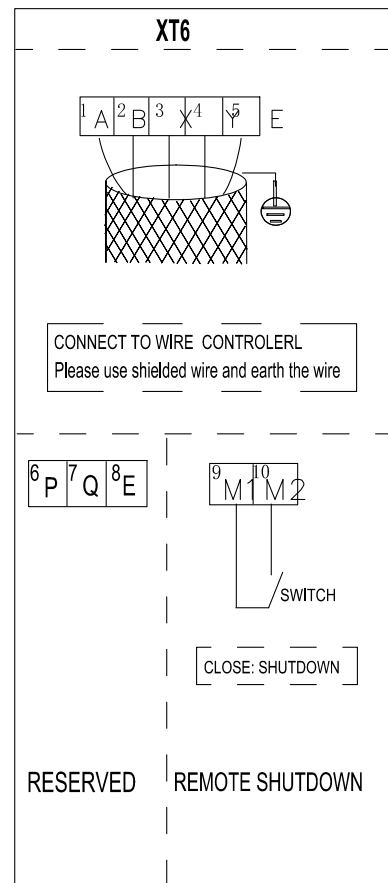 XT6
1 A 2 B 3 X 4 Y 5 E
CONNECT TO WIRE CONTROLERL
Please use shielded wire and earth the wire
6 P 7 Q 8 E
9 M1 10 M2
SWITCH
CLOSE: SHUTDOWN
RESERVED
REMOTE SHUTDOWN